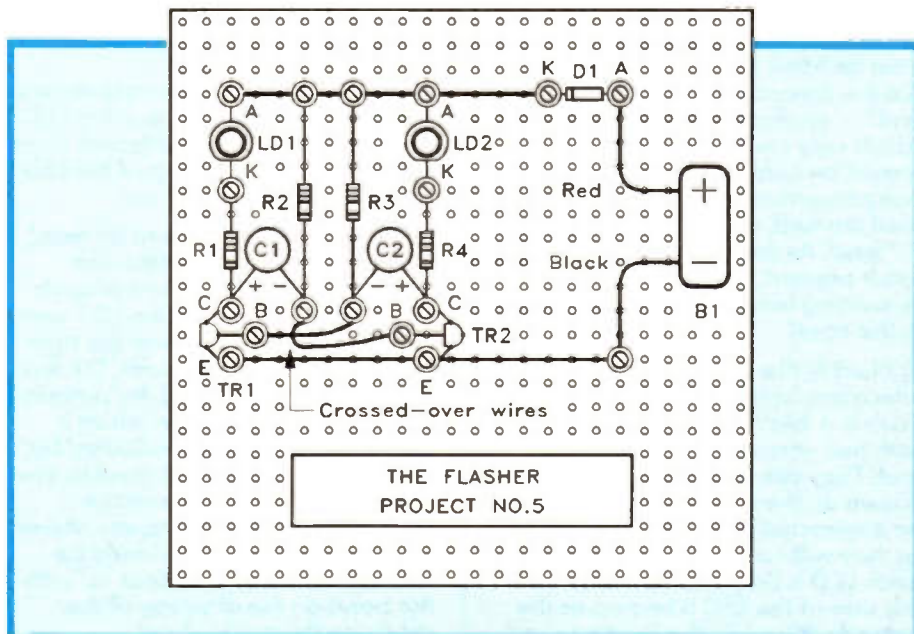 K D1 A
A A
LD1 LD2
K K
Red
+
R2 R3
R1 C1 C2 R4
Black
−
+ − − +
B1
C B B C
TR2
E E
TR1
Crossed-over wires
THE FLASHER
PROJECT NO.5